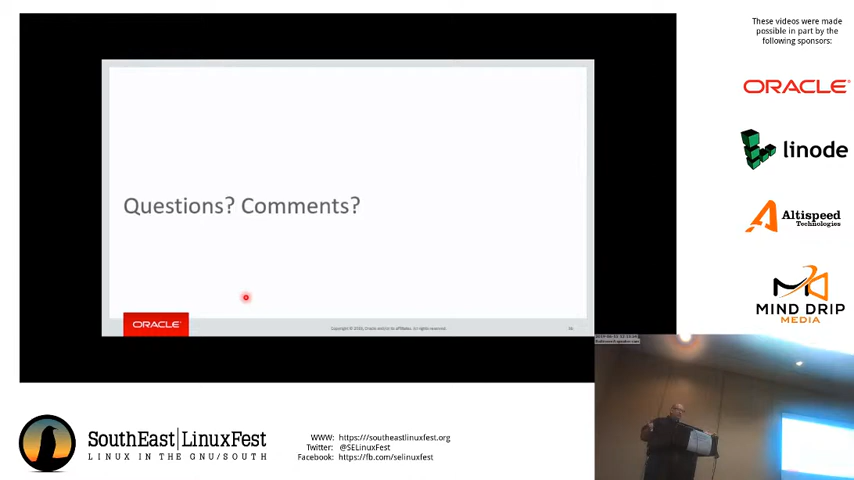 These videos were made
possible in part by the
following sponsors:
ORACLE
linode
Altispeed
Technologies
MIND DRIP
MEDIA
Questions? Comments?
ORACLE
SouthEast|LinuxFest
LINUX IN THE GNU/SOUTH
WWW: https:///southeastlinuxfest.org
Twitter: @SELinuxFest
Facebook: https://fb.com/selinuxfest